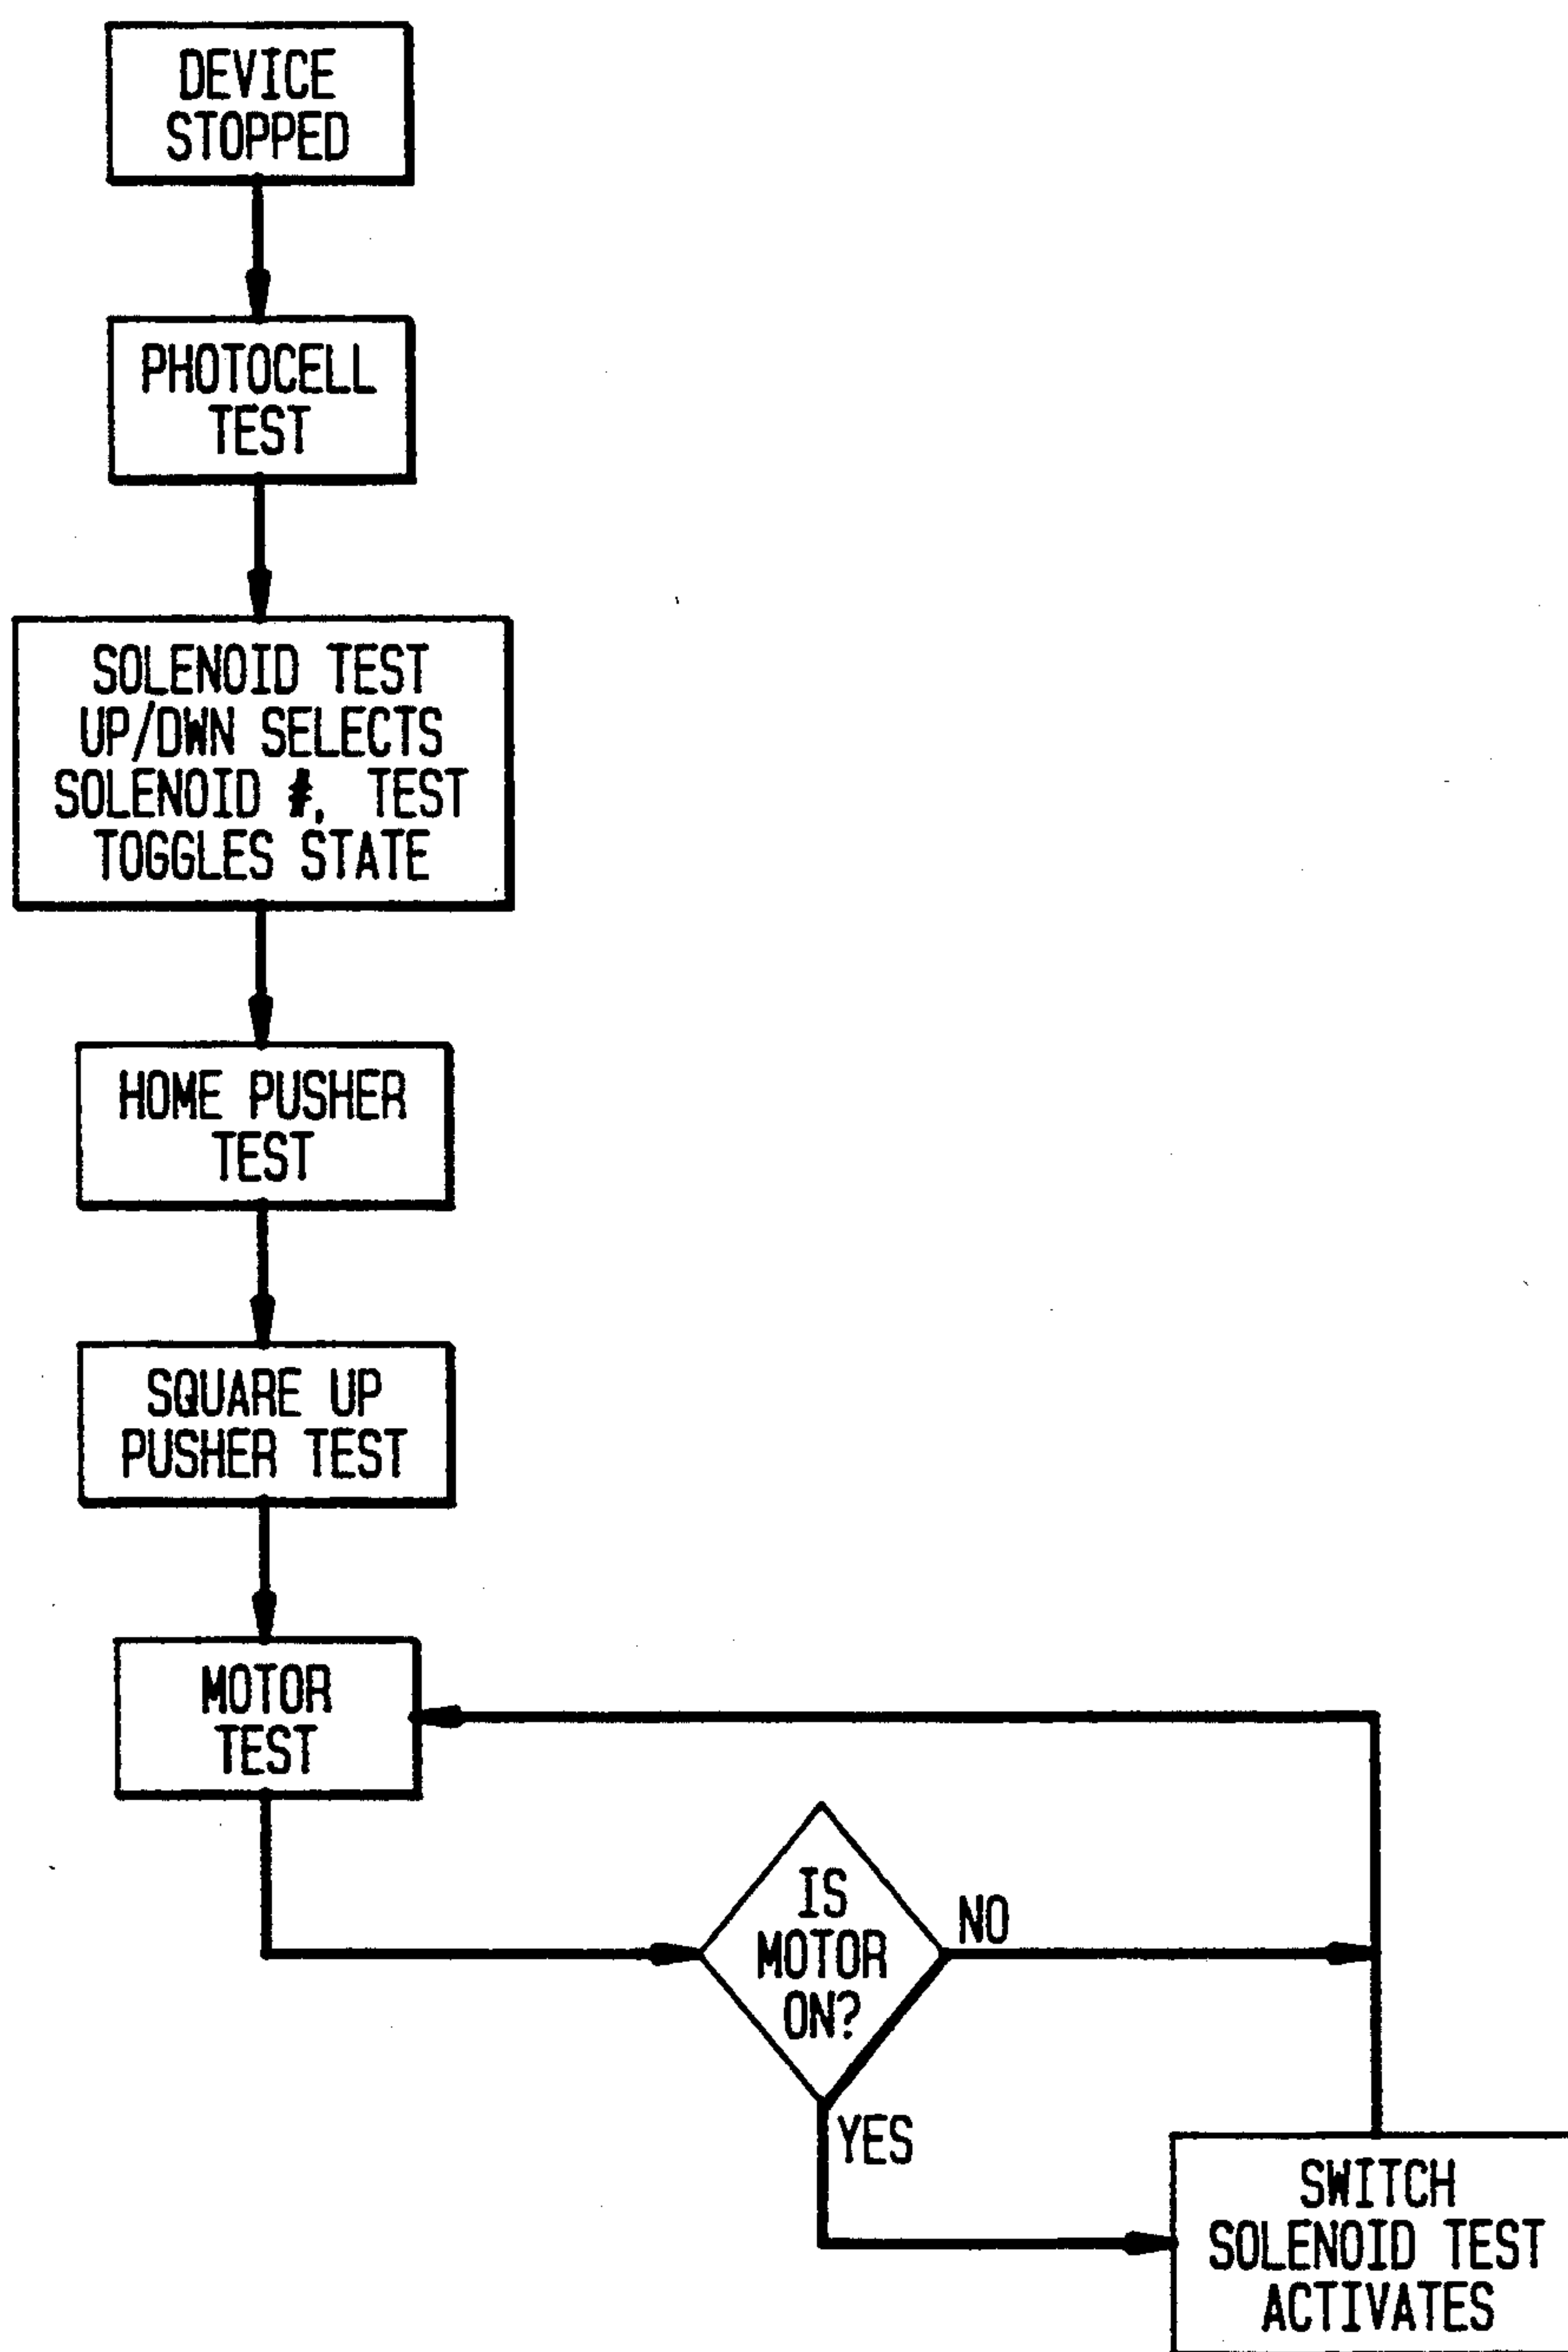 DEVICE
STOPPED
PHOTOCELL
TEST
SOLENOID TEST
UP/DWN SELECTS
SOLENOID #, TEST
TOGGLES STATE
HOME PUSHER
TEST
SQUARE UP
PUSHER TEST
MOTOR
TEST
IS
MOTOR
ON?
NO
YES
SWITCH
SOLENOID TEST
ACTIVATES